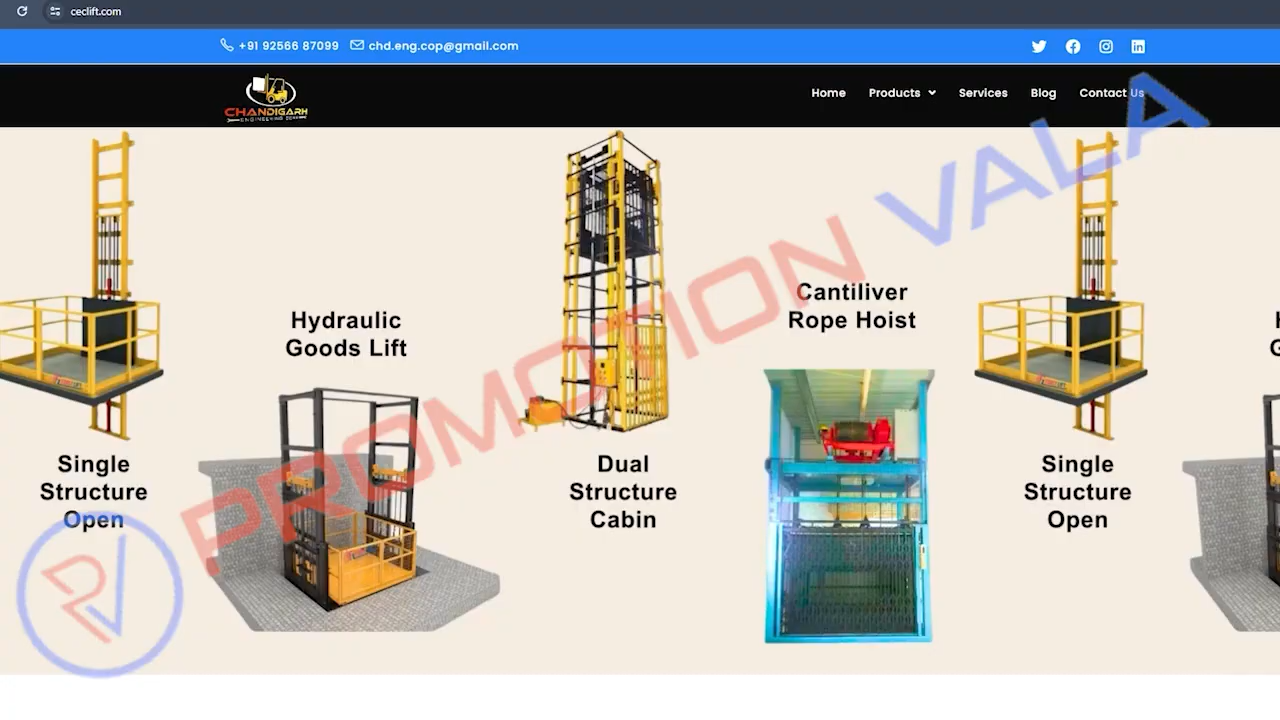 ceclift.com
+91 92566 87099 chd.eng.cop@gmail.com
CHANDIGARH
Home Products Services Blog Contact Us
Hydraulic
Goods Lift
Cantiliver
Rope Hoist
Single
Structure
Open
Dual
Structure
Cabin
Single
Structure
Open
PROMOTION VALA